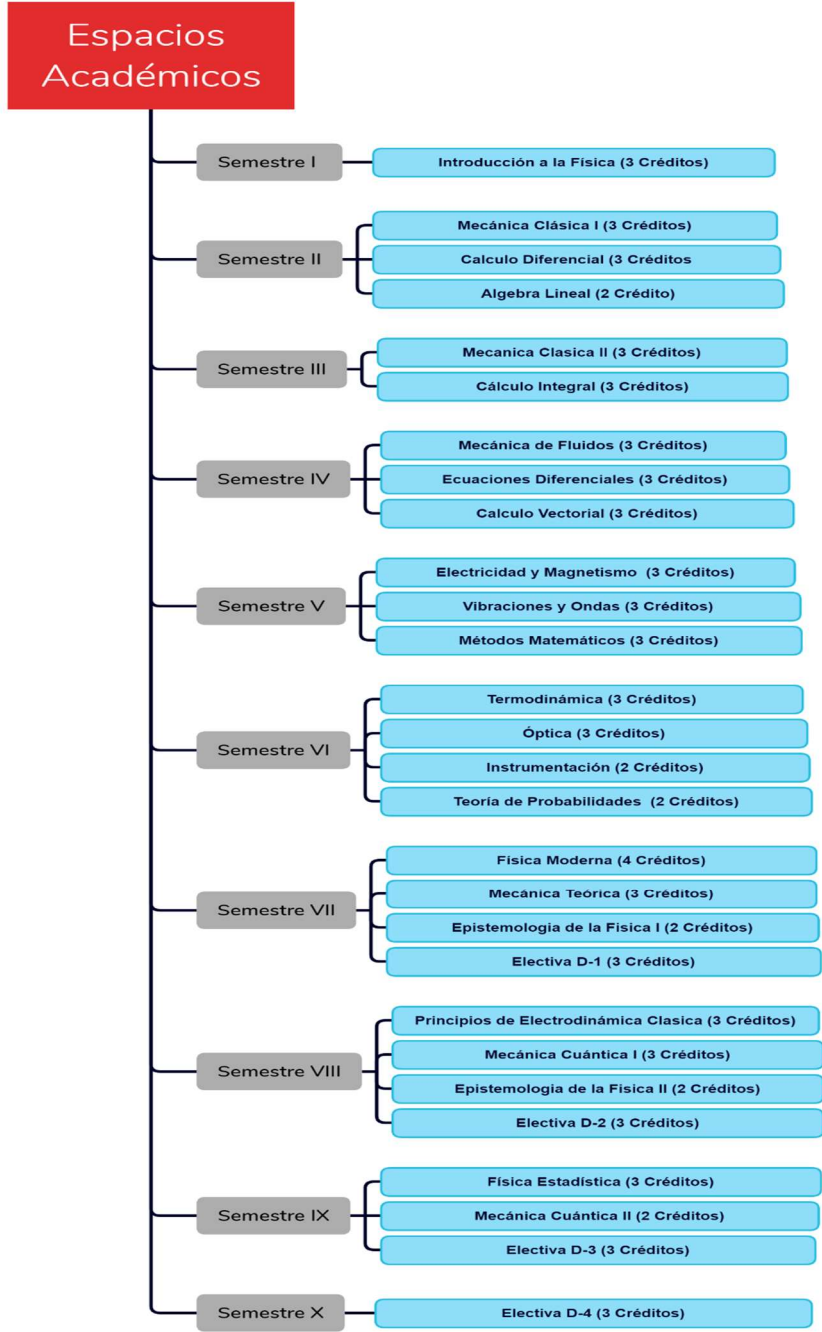 Espacios
Académicos
Semestre I
Introducción a la Física (3 Créditos)
Semestre II
Mecánica Clásica I (3 Créditos)
Calculo Diferencial (3 Créditos
Algebra Lineal (2 Crédito)
Semestre III
Mecanica Clasica II (3 Créditos)
Cálculo Integral (3 Créditos)
Semestre IV
Mecánica de Fluidos (3 Créditos)
Ecuaciones Diferenciales (3 Créditos)
Calculo Vectorial (3 Créditos)
Semestre V
Electricidad y Magnetismo (3 Créditos)
Vibraciones y Ondas (3 Créditos)
Métodos Matemáticos (3 Créditos)
Semestre VI
Termodinámica (3 Créditos)
Óptica (3 Créditos)
Instrumentación (2 Créditos)
Teoría de Probabilidades (2 Créditos)
Semestre VII
Física Moderna (4 Créditos)
Mecánica Teórica (3 Créditos)
Epistemologia de la Fisica I (2 Créditos)
Electiva D-1 (3 Créditos)
Semestre VIII
Principios de Electrodinámica Clasica (3 Créditos)
Mecánica Cuántica I (3 Créditos)
Epistemologia de la Fisica II (2 Créditos)
Electiva D-2 (3 Créditos)
Semestre IX
Física Estadística (3 Créditos)
Mecánica Cuántica II (2 Créditos)
Electiva D-3 (3 Créditos)
Semestre X
Electiva D-4 (3 Créditos)